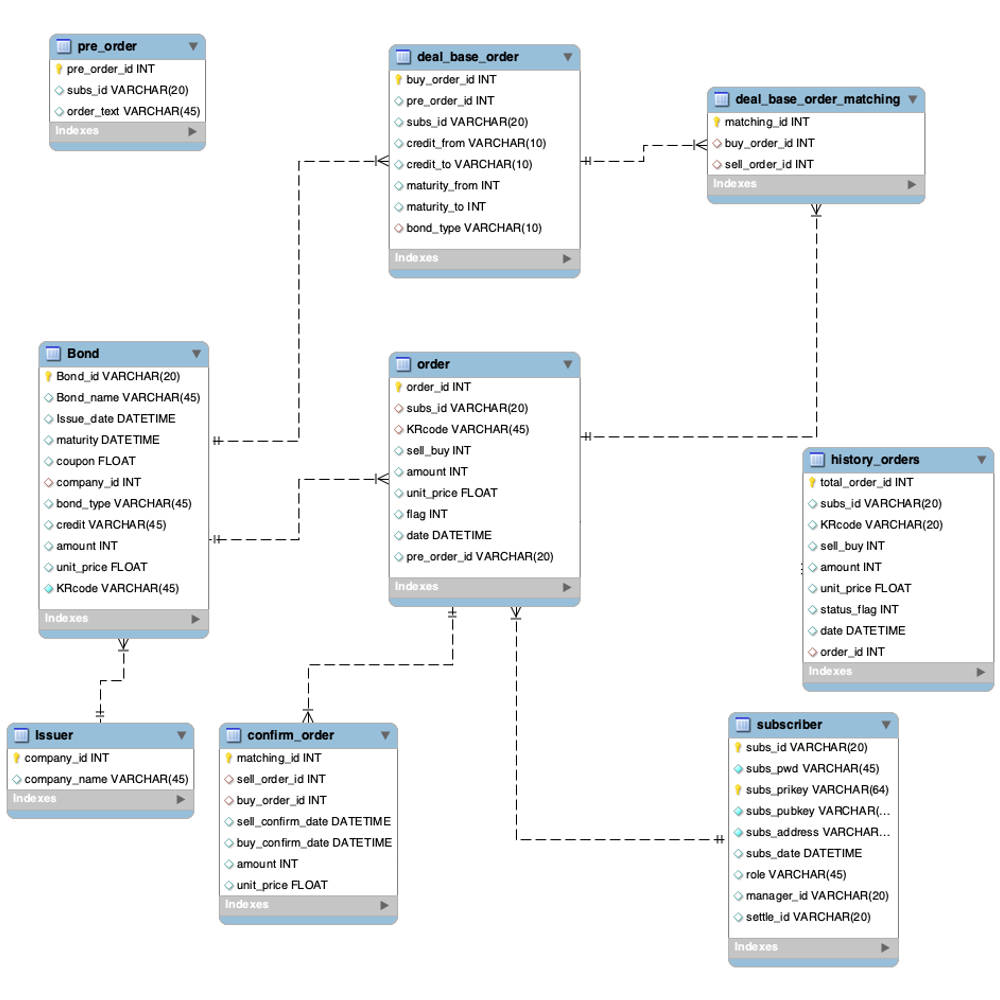 pre_order
pre_order_id INT
subs_id VARCHAR(20)
order_text VARCHAR(45)
Indexes
deal_base_order
buy_order_id INT
pre_order_id INT
subs_id VARCHAR(20)
credit_from VARCHAR(10)
credit_to VARCHAR(10)
maturity_from INT
maturity_to INT
bond_type VARCHAR(10)
Indexes
deal_base_order_matching
matching_id INT
buy_order_id INT
sell_order_id INT
Indexes
Bond
Bond_id VARCHAR(20)
Bond_name VARCHAR(45)
Issue_date DATETIME
maturity DATETIME
coupon FLOAT
company_id INT
bond_type VARCHAR(45)
credit VARCHAR(45)
amount INT
unit_price FLOAT
KRcode VARCHAR(45)
Indexes
order
order_id INT
subs_id VARCHAR(20)
KRcode VARCHAR(45)
sell_buy INT
amount INT
unit_price FLOAT
flag INT
date DATETIME
pre_order_id VARCHAR(20)
Indexes
history_orders
total_order_id INT
subs_id VARCHAR(20)
KRcode VARCHAR(20)
sell_buy INT
amount INT
unit_price FLOAT
status_flag INT
date DATETIME
order_id INT
Indexes
Issuer
company_id INT
company_name VARCHAR(45)
Indexes
confirm_order
matching_id INT
sell_order_id INT
buy_order_id INT
sell_confirm_date DATETIME
buy_confirm_date DATETIME
amount INT
unit_price FLOAT
Indexes
subscriber
subs_id VARCHAR(20)
subs_pwd VARCHAR(45)
subs_prikey VARCHAR(64)
subs_pubkey VARCHAR(...
subs_address VARCHAR...
subs_date DATETIME
role VARCHAR(45)
manager_id VARCHAR(20)
settle_id VARCHAR(20)
Indexes